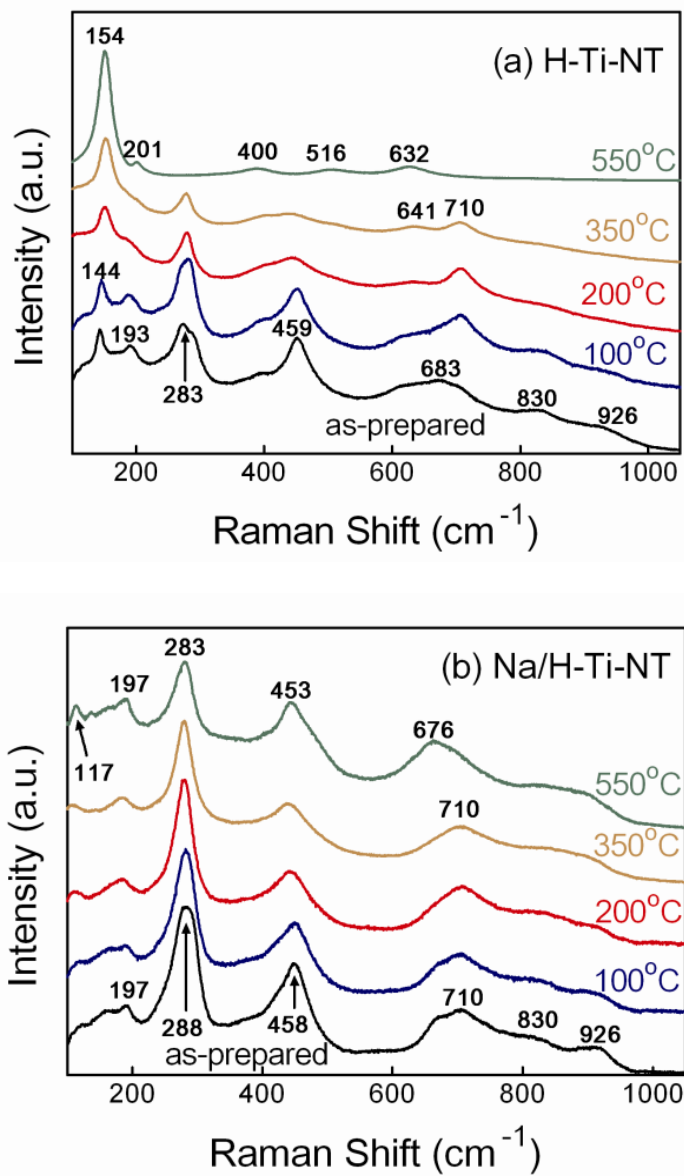 154
(a) H-Ti-NT
201
400
516
632
550°C
641
710
350°C
144
200°C
193
459
100°C
283
683
830
926
as-prepared
Intensity (a.u.)
200
400
600
800
1000
Raman Shift (cm⁻¹)
283
(b) Na/H-Ti-NT
197
453
676
550°C
117
710
350°C
200°C
100°C
197
288
458
710
830
926
as-prepared
Intensity (a.u.)
200
400
600
800
1000
Raman Shift (cm⁻¹)